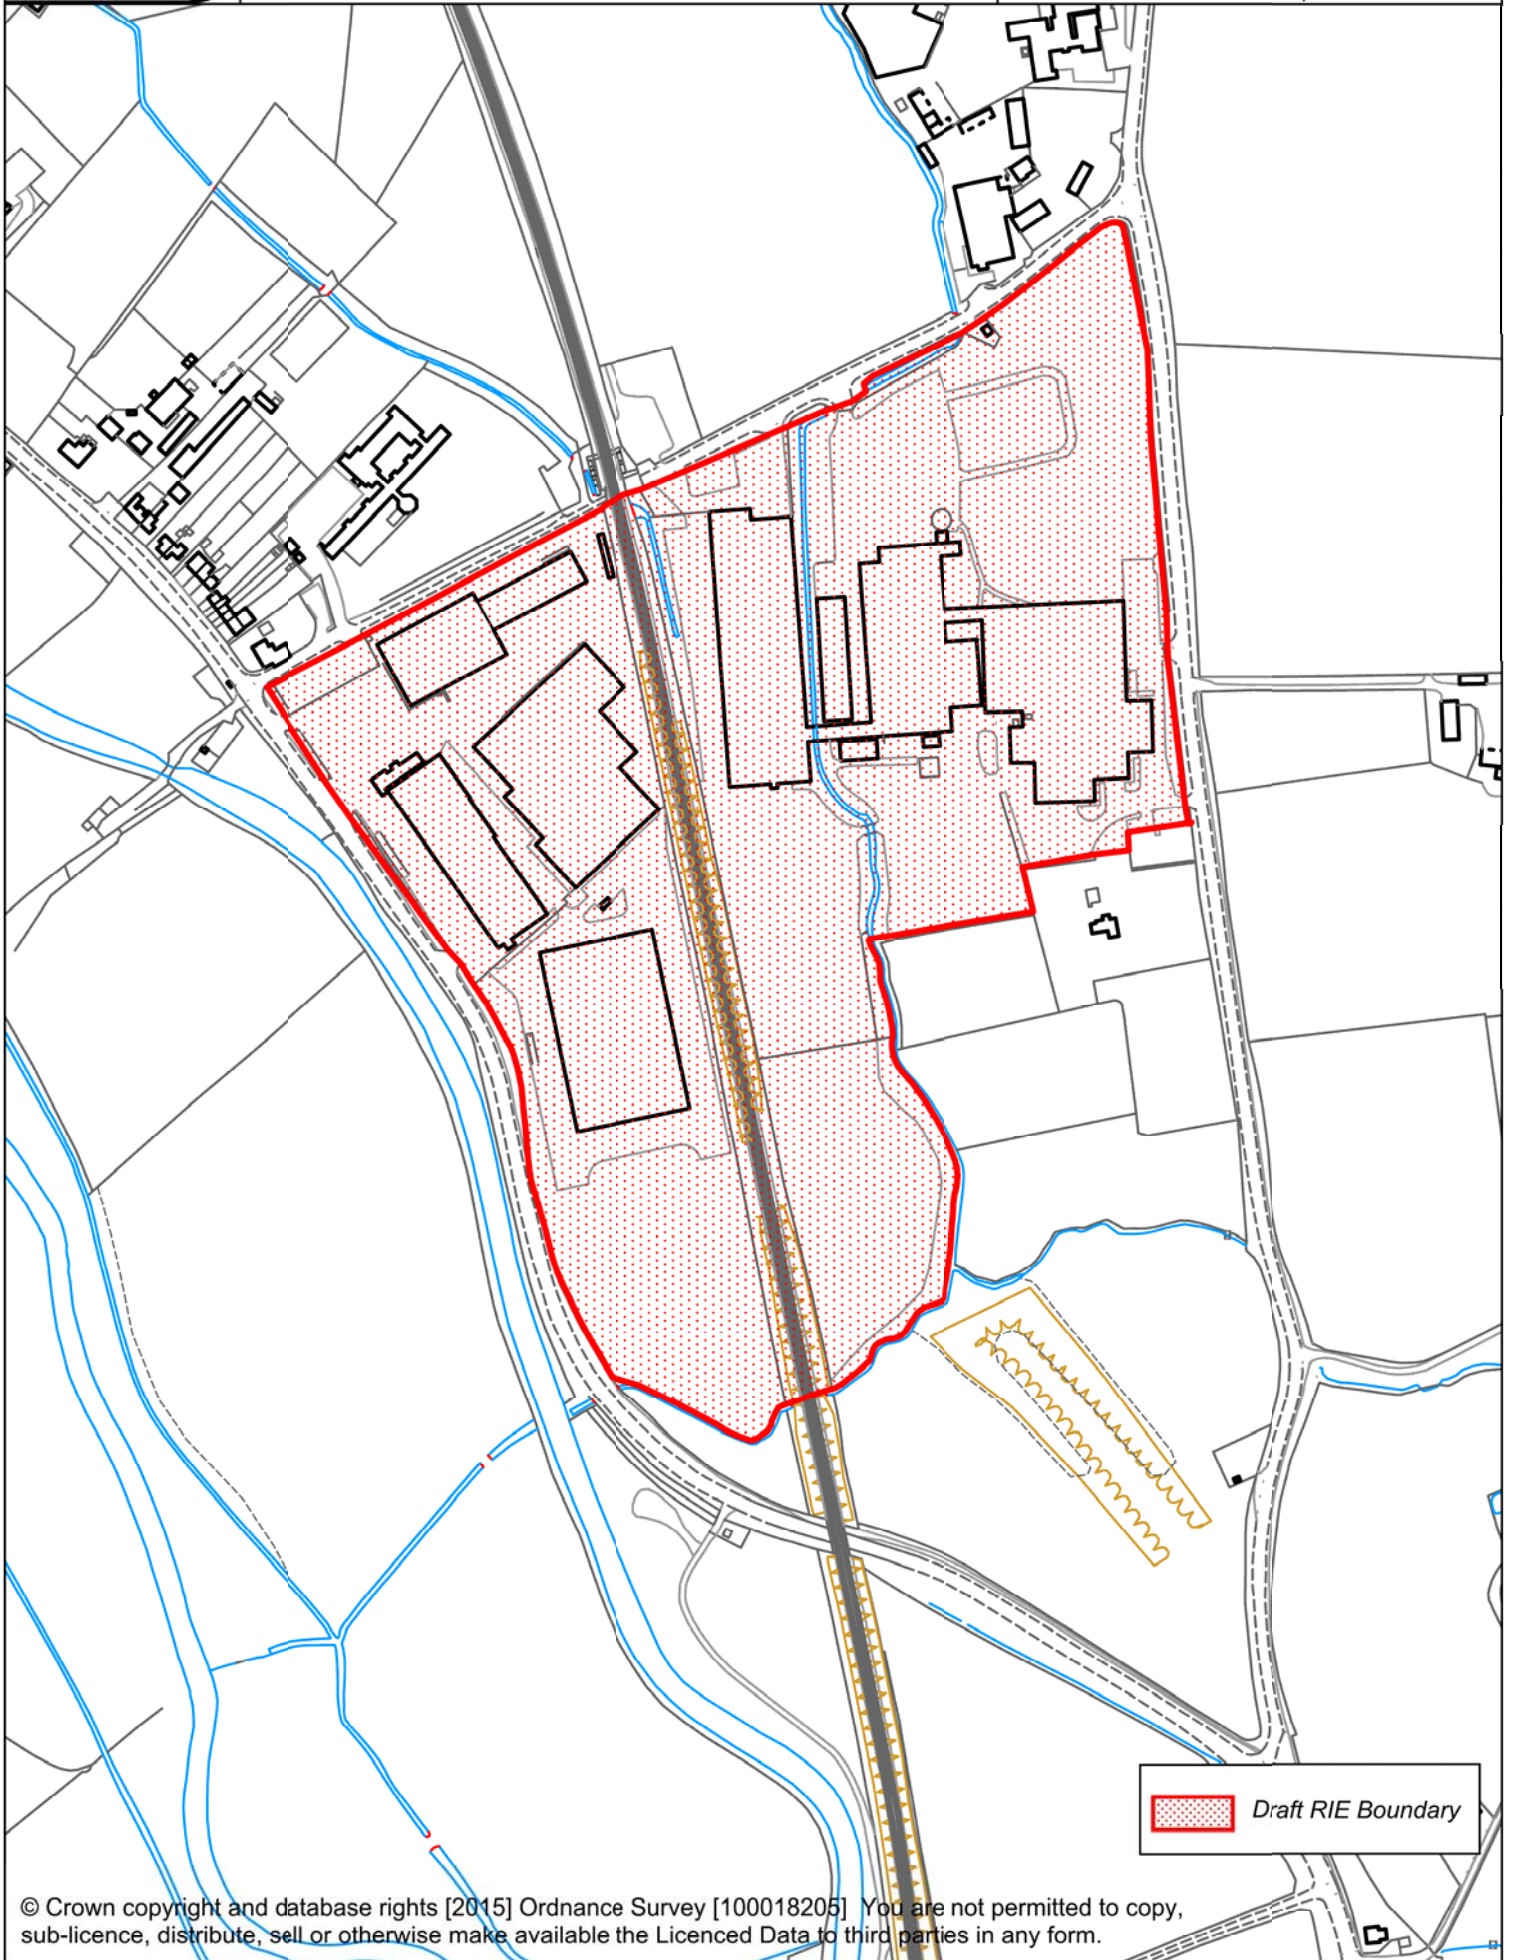 Draft RIE Boundary
© Crown copyright and database rights [2015] Ordnance Survey [100018205] You are not permitted to copy,
sub-licence, distribute, sell or otherwise make available the Licenced Data to third parties in any form.